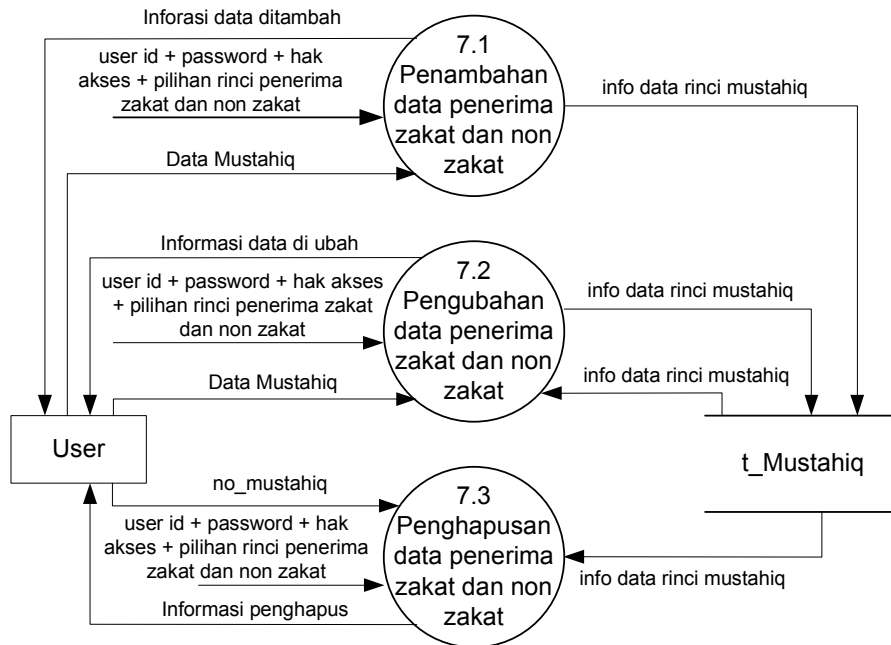 Inforasi data ditambah
user id + password + hak
akses + pilihan rinci penerima
zakat dan non zakat
Data Mustahiq
7.1
Penambahan
data penerima
zakat dan non
zakat
info data rinci mustahiq
Informasi data di ubah
user id + password + hak akses
+ pilihan rinci penerima zakat
dan non zakat
Data Mustahiq
7.2
Pengubahan
data penerima
zakat dan non
zakat
info data rinci mustahiq
info data rinci mustahiq
User
t_Mustahiq
no_mustahiq
user id + password + hak
akses + pilihan rinci penerima
zakat dan non zakat
Informasi penghapus
7.3
Penghapusan
data penerima
zakat dan non
zakat
info data rinci mustahiq